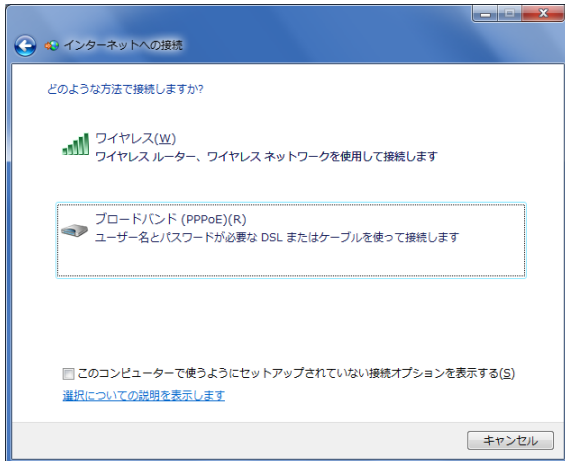 インターネットへの接続
どのような方法で接続しますか?
ワイヤレス(W)
ワイヤレス ルーター、ワイヤレス ネットワークを使用して接続します
ブロードバンド (PPPoE)(R)
ユーザー名とパスワードが必要な DSL またはケーブルを使って接続します
このコンピューターで使うようにセットアップされていない接続オプションを表示する(S)
選択についての説明を表示します
キャンセル